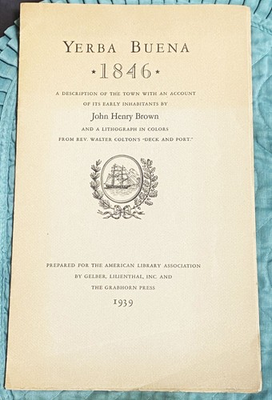 YERBA BUENA
★ 1846 ★
A DESCRIPTION OF THE TOWN WITH AN ACCOUNT
OF ITS EARLY INHABITANTS BY
John Henry Brown
AND A LITHOGRAPH IN COLORS
FROM REV. WALTER COLTON'S "DECK AND PORT."
PREPARED FOR THE AMERICAN LIBRARY ASSOCIATION
BY GELBER, LILIENTHAL, INC. AND
THE GRABHORN PRESS
1939